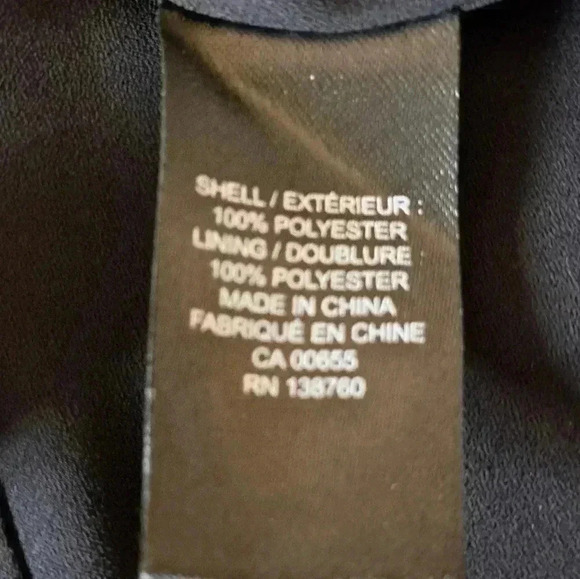 SHELL / EXTÉRIEUR :
100% POLYESTER
LINING / DOUBLURE :
100% POLYESTER
MADE IN CHINA
FABRIQUÉ EN CHINE
CA 00655
RN 138760